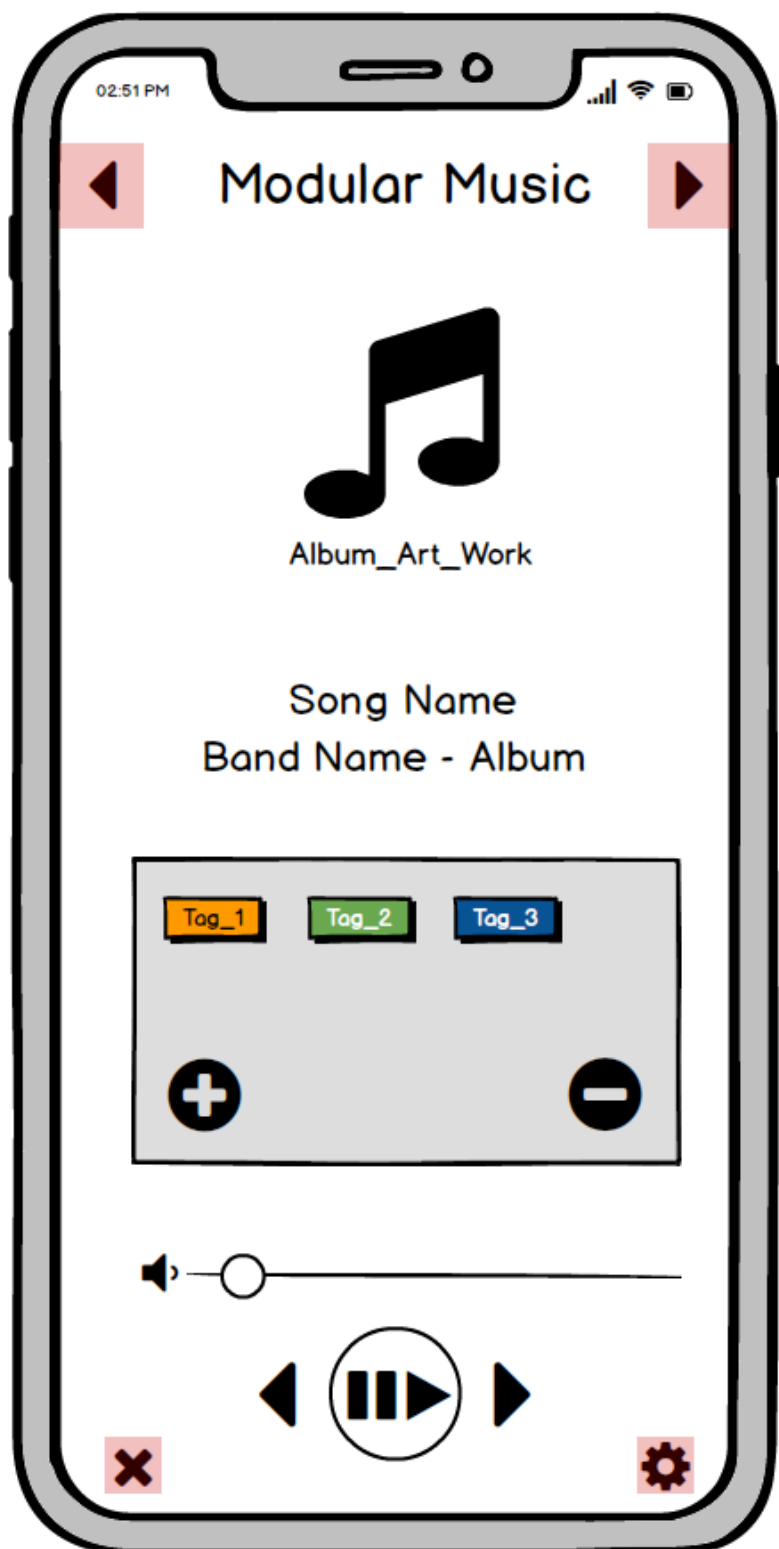 02:51 PM
Modular Music
Album_Art_Work
Song Name
Band Name - Album
Tag_1 Tag_2 Tag_3